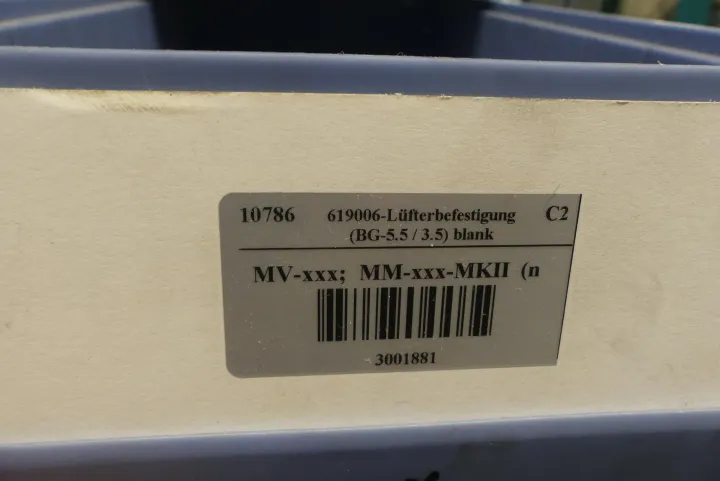 10786 619006-Lüfterbefestigung C2
(BG-5.5 / 3.5) blank
MV-xxx; MM-xxx-MKII (n
3001881